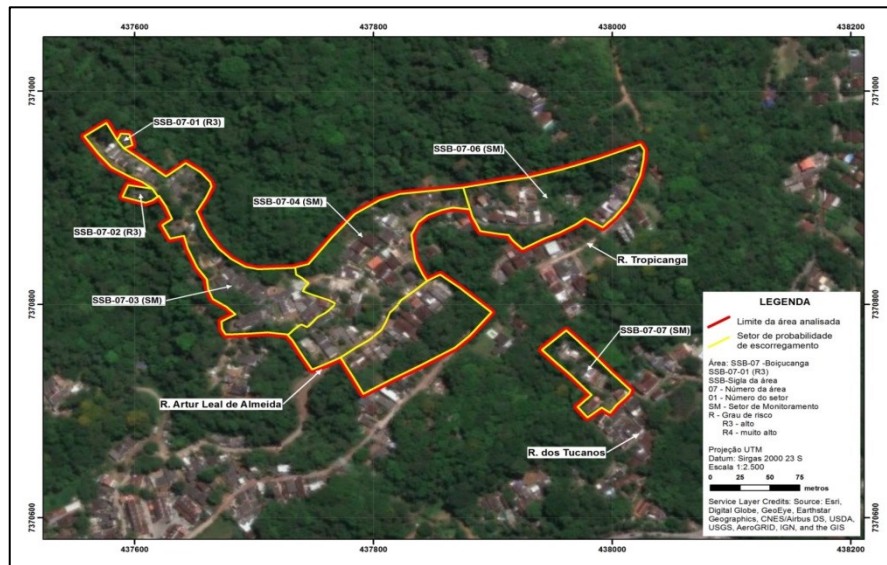 437600
437800
438000
438200
7371000
7371000
SSB-07-01 (R3)
SSB-07-06 (SM)
SSB-07-04 (SM)
SSB-07-02 (R3)
R. Tropicanga
SSB-07-03 (SM)
7370800
7370800
SSB-07-07 (SM)
R. Artur Leal de Almeida
R. dos Tucanos
LEGENDA
Limite da área analisada
Setor de probabilidade
de escorregamento
Área: SSB-07 -Boiçucanga
SSB-07-01 (R3)
SSB-Sigla da área
07 - Número da área
01 - Número do setor
SM - Setor de Monitoramento
R - Grau de risco
R3 - alto
R4 - muito alto
Projeção UTM
Datum: Sirgas 2000 23 S
Escala 1:2.500
0 25 50 75
metros
Service Layer Credits: Source: Esri,
Digital Globe, GeoEye, Earthstar
Geographics, CNES/Airbus DS, USDA,
USGS, AeroGRID, IGN, and the GIS
7370600
7370600
437600
437800
438000
438200